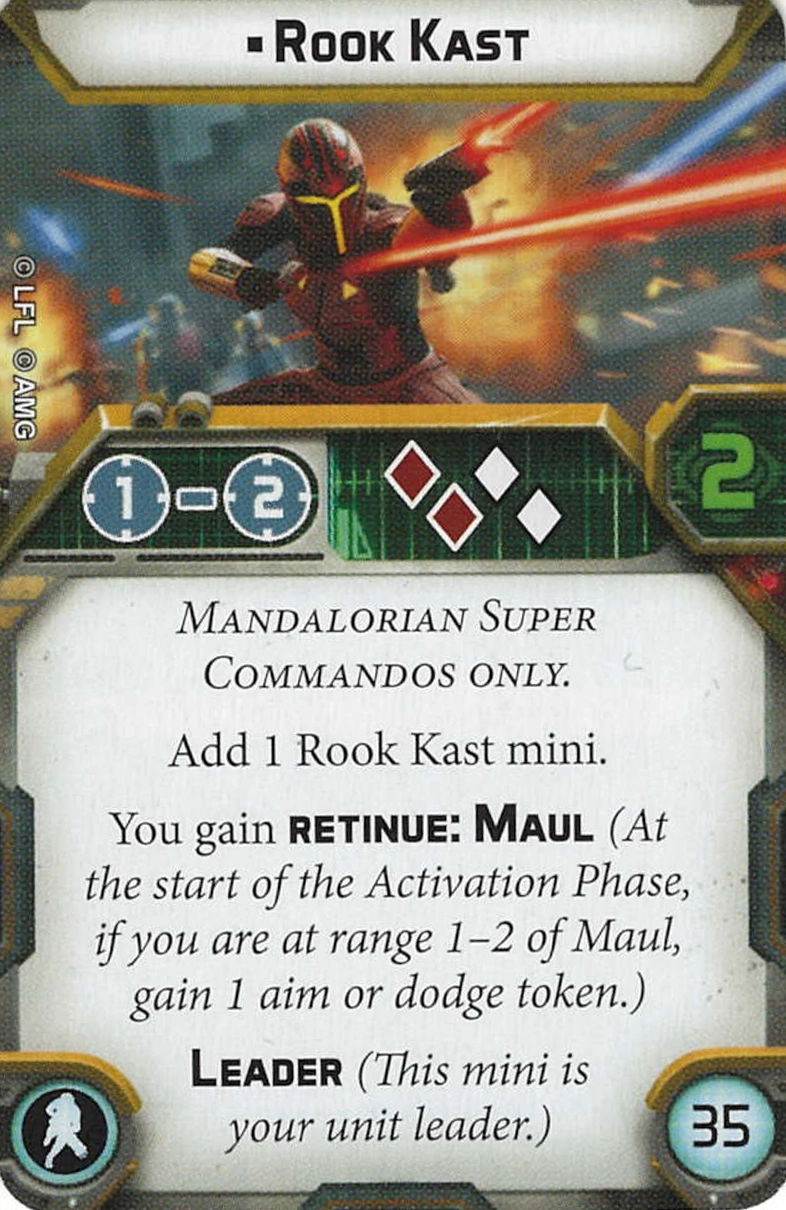 ▪ROOK KAST
© LFL © AMG
1 - 2
2
MANDALORIAN SUPER
COMMANDOS ONLY.
Add 1 Rook Kast mini.
You gain RETINUE: MAUL (At
the start of the Activation Phase,
if you are at range 1–2 of Maul,
gain 1 aim or dodge token.)
LEADER (This mini is
your unit leader.)
35